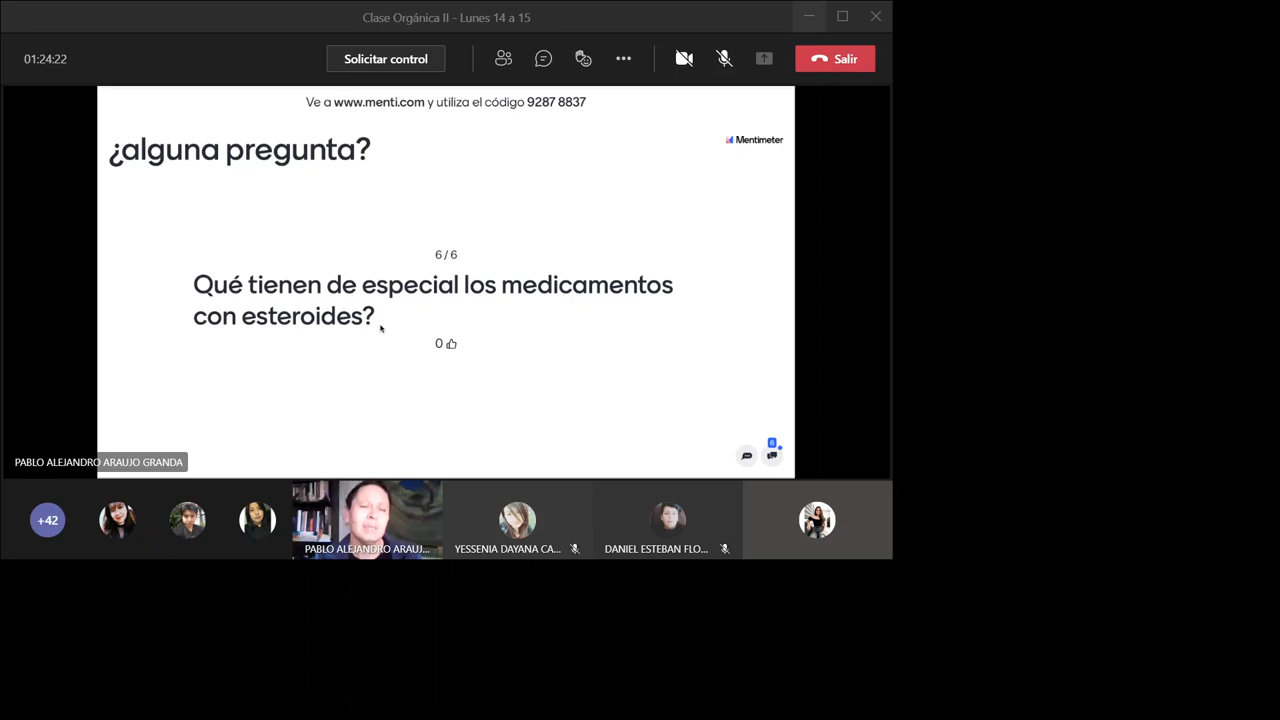 Clase Orgánica II - Lunes 14 a 15
01:24:22
Solicitar control
Salir
Ve a www.menti.com y utiliza el código 9287 8837
¿alguna pregunta?
Mentimeter
6 / 6
Qué tienen de especial los medicamentos
con esteroides?
0
6
PABLO ALEJANDRO ARAUJO GRANDA
+42
PABLO ALEJANDRO ARAUJ...
YESSENIA DAYANA CA...
DANIEL ESTEBAN FLO...